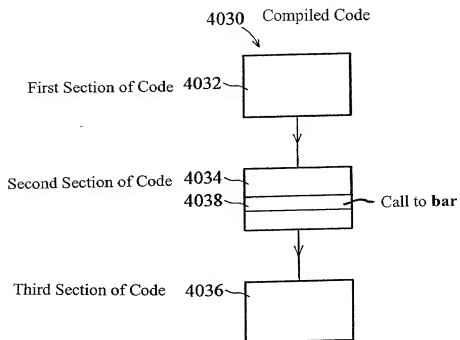 4030 Compiled Code
First Section of Code 4032
Second Section of Code 4034
4038 Call to bar
Third Section of Code 4036